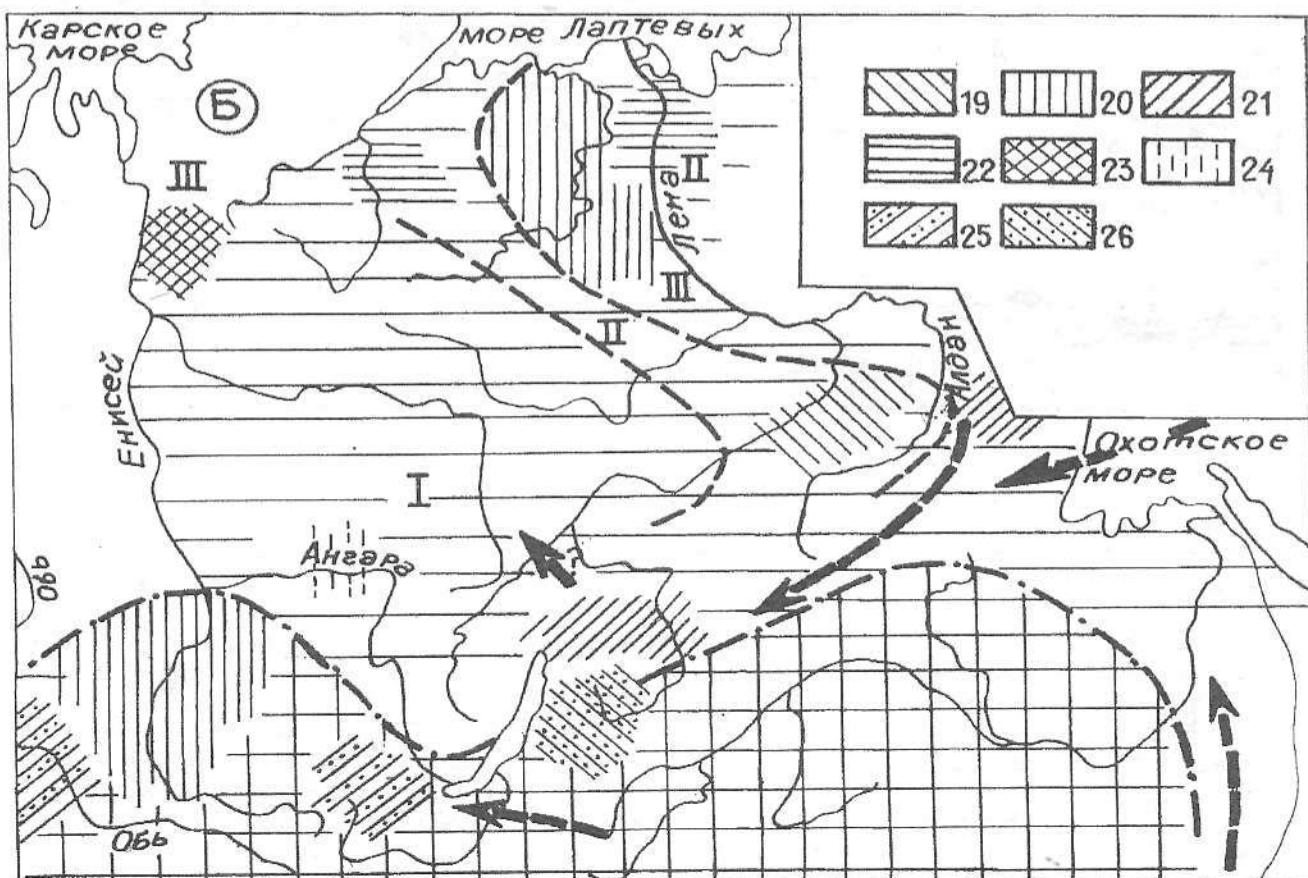 Карское
море
море Лаптевых
Б
III
19
20
21
22
23
24
25
26
II
Лена
III
II
Алдан
Охотское
море
Енисей
I
Ангара
Обь
Обь